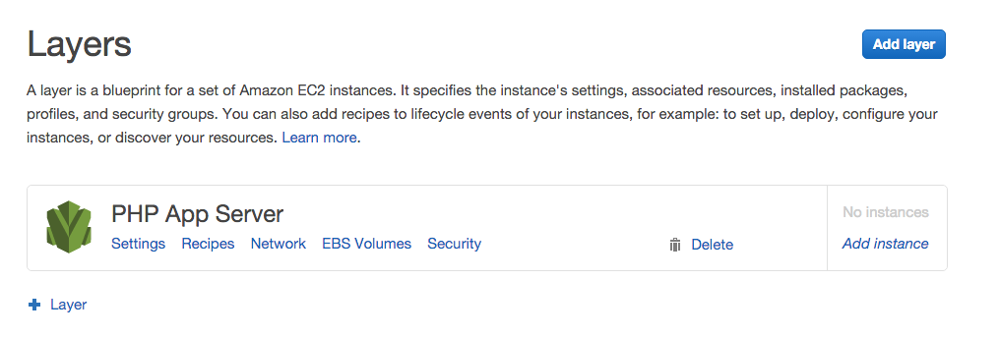 Layers
Add layer
A layer is a blueprint for a set of Amazon EC2 instances. It specifies the instance's settings, associated resources, installed packages,
profiles, and security groups. You can also add recipes to lifecycle events of your instances, for example: to set up, deploy, configure your
instances, or discover your resources. Learn more.
PHP App Server
No instances
Settings Recipes Network EBS Volumes Security Delete Add instance
Layer